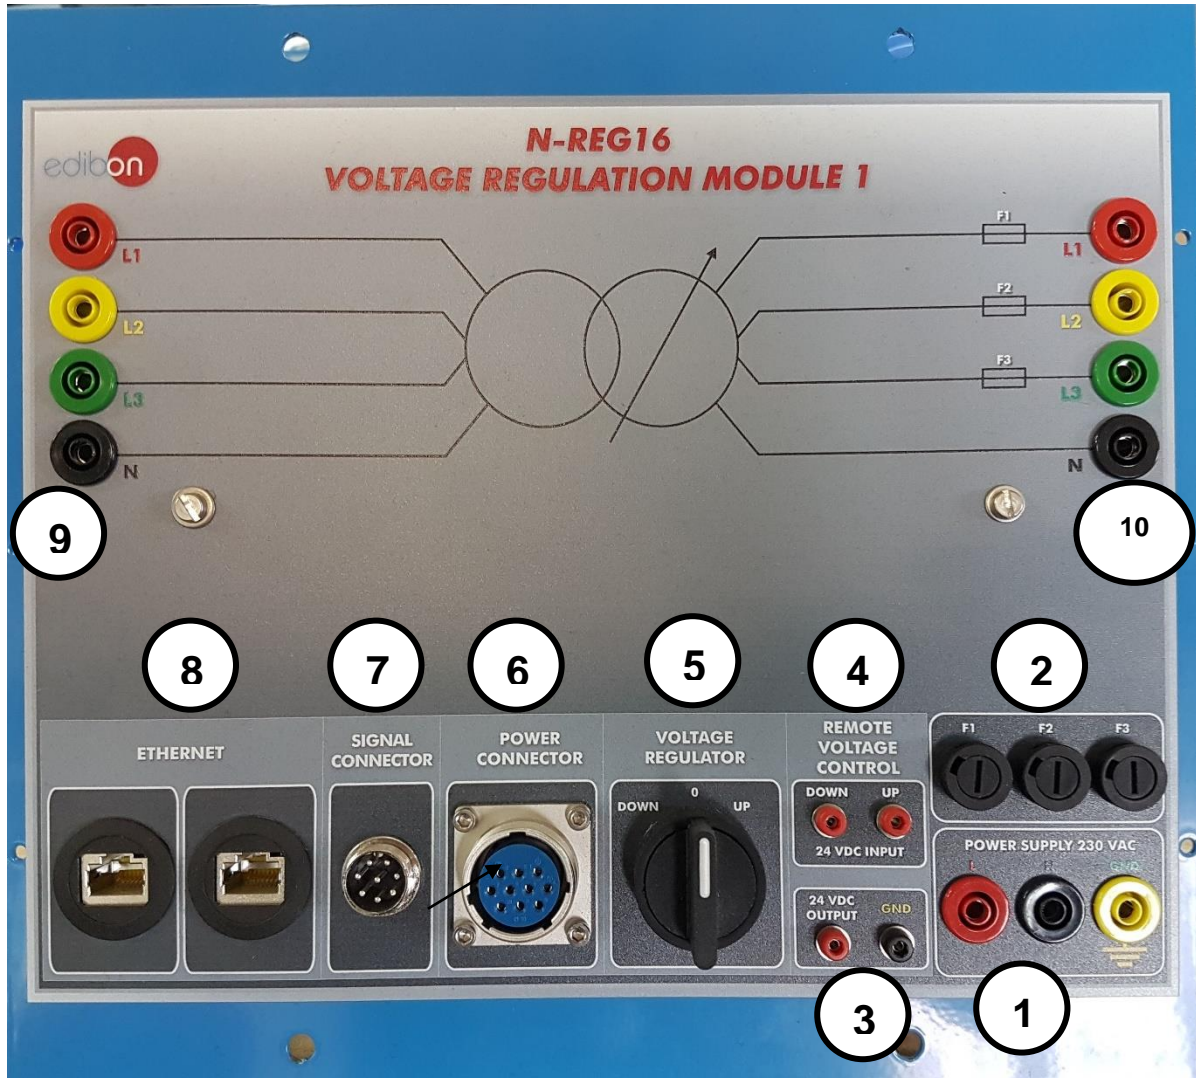 N-REG16
VOLTAGE REGULATION MODULE 1
edibon
L1
L2
L3
N
F1
L1
F2
L2
F3
L3
N
9
10
8
7
6
5
4
2
ETHERNET
SIGNAL
CONNECTOR
POWER
CONNECTOR
VOLTAGE
REGULATOR
DOWN
0
UP
REMOTE
VOLTAGE
CONTROL
DOWN UP
24 VDC INPUT
24 VDC
OUTPUT
GND
F1 F2 F3
POWER SUPPLY 230 VAC
L N GND
3
1